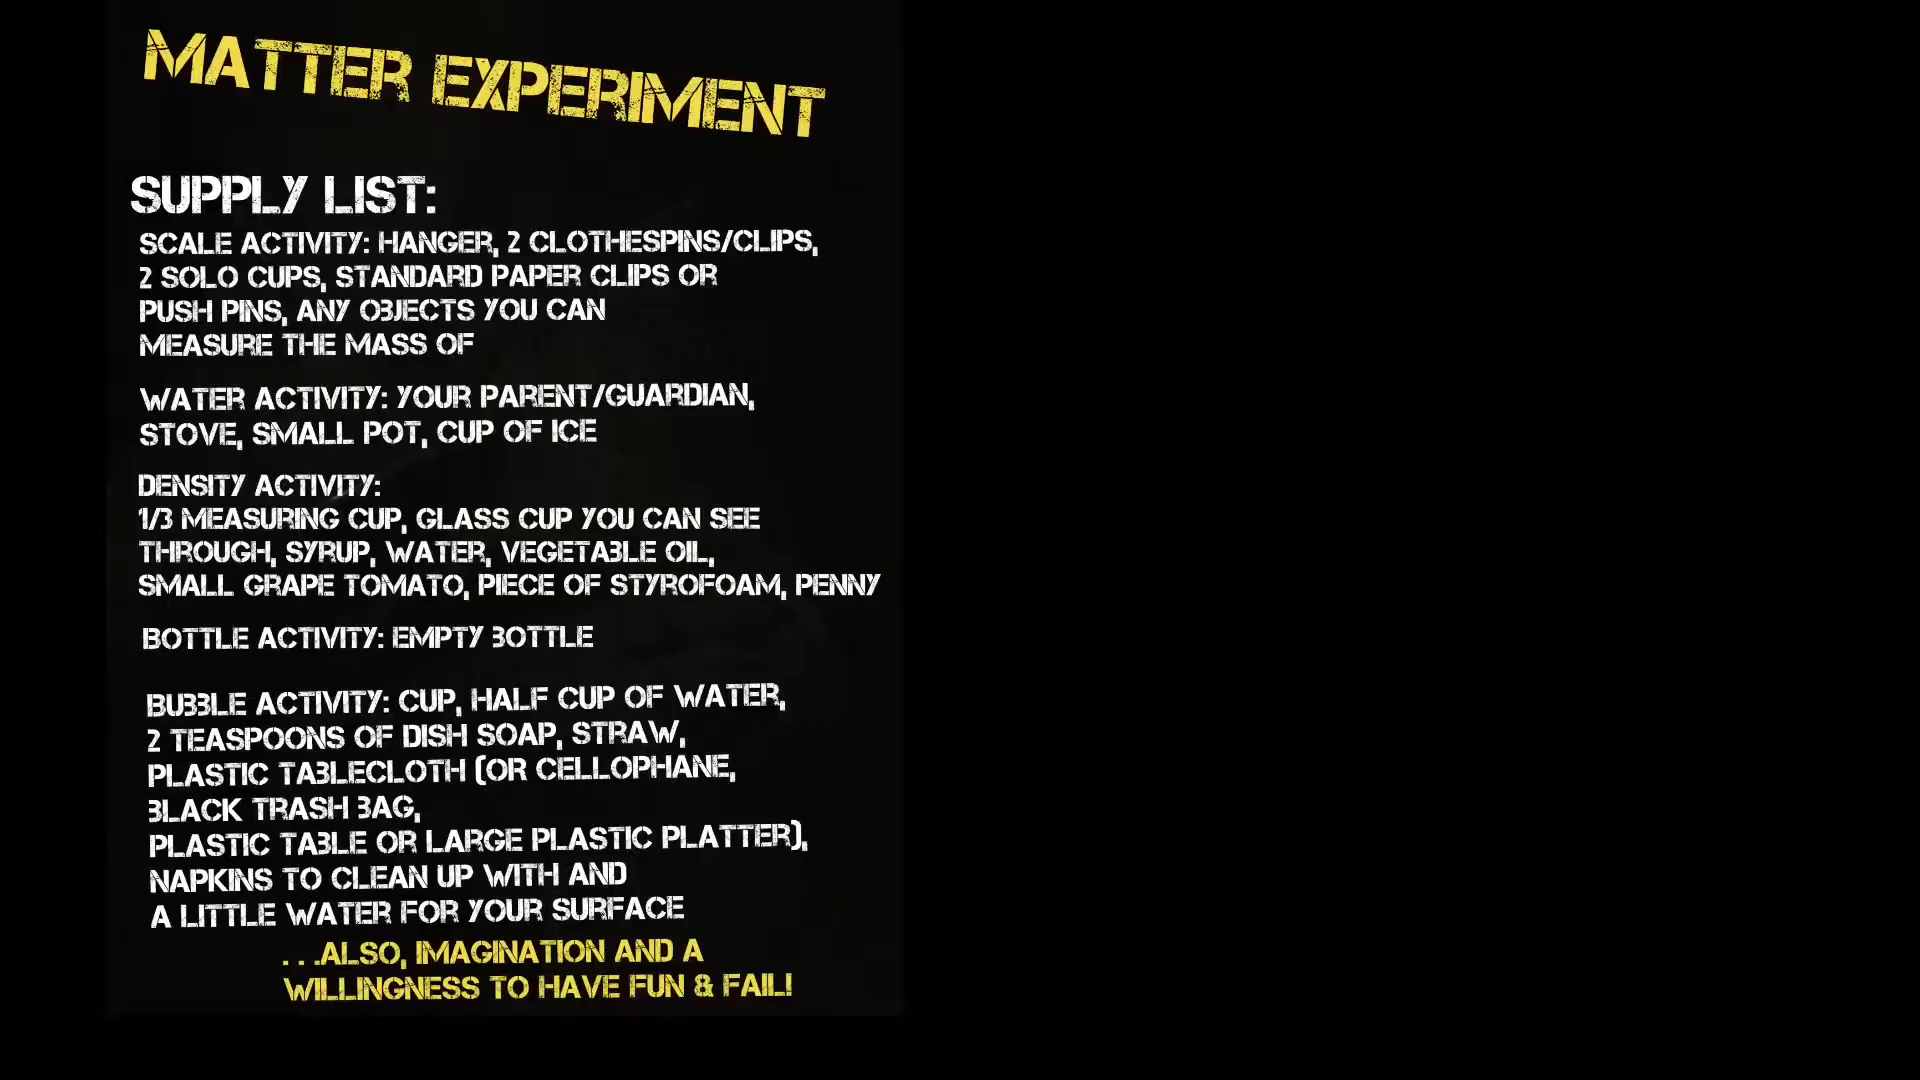 MATTER EXPERIMENT
SUPPLY LIST:
SCALE ACTIVITY: HANGER, 2 CLOTHESPINS/CLIPS,
2 SOLO CUPS, STANDARD PAPER CLIPS OR
PUSH PINS, ANY OBJECTS YOU CAN
MEASURE THE MASS OF
WATER ACTIVITY: YOUR PARENT/GUARDIAN,
STOVE, SMALL POT, CUP OF ICE
DENSITY ACTIVITY:
1/3 MEASURING CUP, GLASS CUP YOU CAN SEE
THROUGH, SYRUP, WATER, VEGETABLE OIL,
SMALL GRAPE TOMATO, PIECE OF STYROFOAM, PENNY
BOTTLE ACTIVITY: EMPTY BOTTLE
BUBBLE ACTIVITY: CUP, HALF CUP OF WATER,
2 TEASPOONS OF DISH SOAP, STRAW,
PLASTIC TABLECLOTH (OR CELLOPHANE,
BLACK TRASH BAG,
PLASTIC TABLE OR LARGE PLASTIC PLATTER),
NAPKINS TO CLEAN UP WITH AND
A LITTLE WATER FOR YOUR SURFACE
. . .ALSO, IMAGINATION AND A
WILLINGNESS TO HAVE FUN & FAIL!